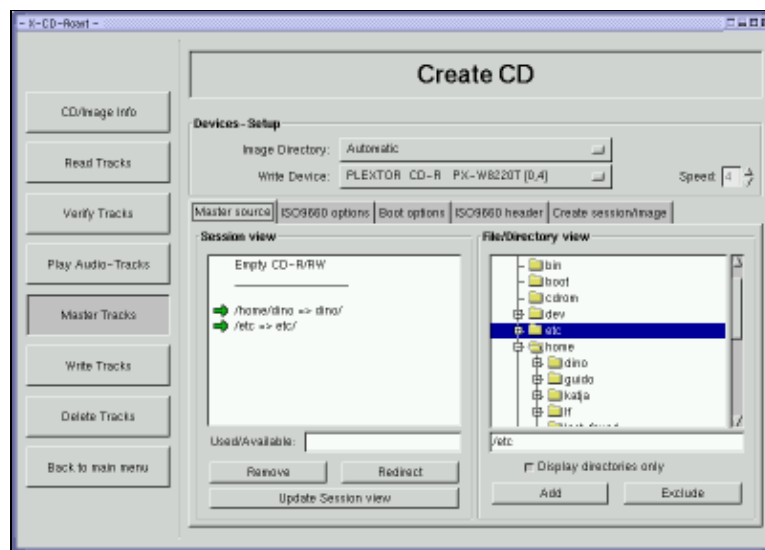 X-CD-Roast
Create CD
CD/Image Info
Read Tracks
Verify Tracks
Play Audio-Tracks
Master Tracks
Write Tracks
Delete Tracks
Back to main menu
Devices-Setup
Image Directory: Automatic
Write Device: PLEXTOR CD-R PX-W8220T [0,4] Speed: 4
Master source ISO9660 options Boot options ISO9660 header Create session/image
Session view
Empty CD-R/RW
/home/dino => dino/
/etc => etc/
Used/Available:
Remove Redirect
Update Session view
File/Directory view
bin
boot
cdrom
dev
etc
home
dino
guido
katja
lf
/etc
Display directories only
Add Exclude